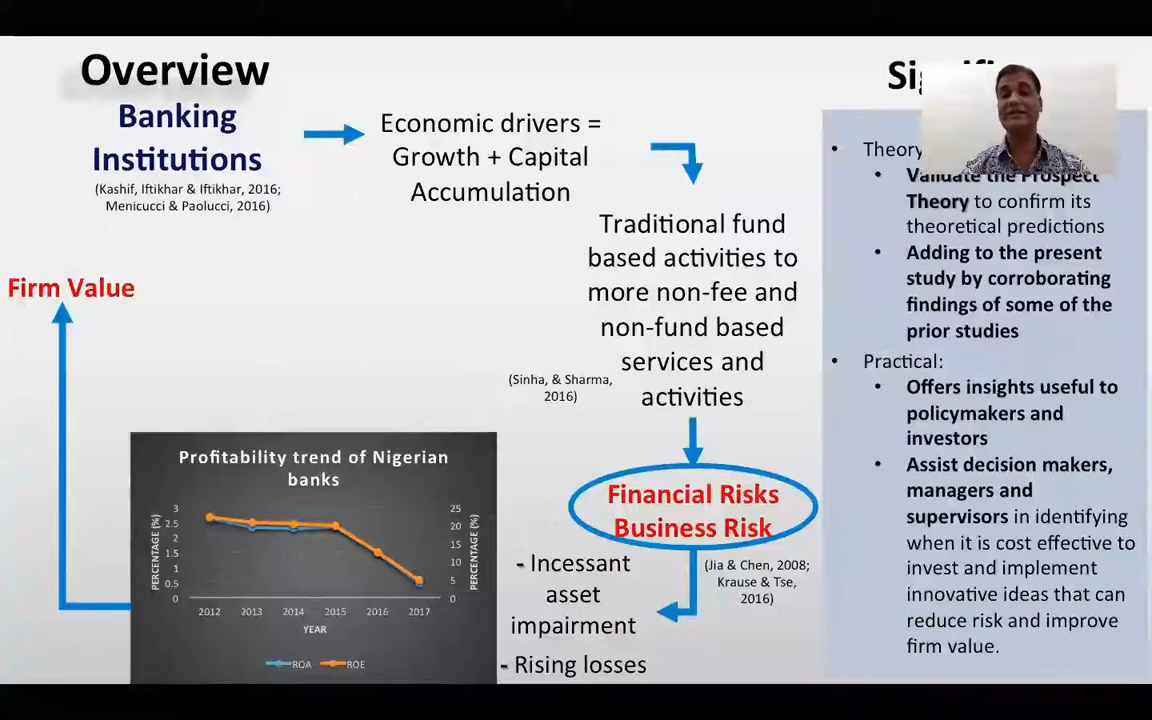 Overview
Banking
Institutions
(Kashif, Iftikhar & Iftikhar, 2016;
Menicucci & Paolucci, 2016)
Economic drivers =
Growth + Capital
Accumulation
Traditional fund
based activities to
more non-fee and
non-fund based
services and
activities
(Sinha, & Sharma,
2016)
Financial Risks
Business Risk
(Jia & Chen, 2008;
Krause & Tse,
2016)
- Incessant
asset
impairment
- Rising losses
Firm Value
Profitability trend of Nigerian
banks
PERCENTAGE (%)
3
2.5
2
1.5
1
0.5
0
25
20
15
10
5
0
PERCENTAGE (%)
2012 2013 2014 2015 2016 2017
YEAR
ROA ROE
• Theory
• Validate the Prospect
Theory to confirm its
theoretical predictions
• Adding to the present
study by corroborating
findings of some of the
prior studies
• Practical:
• Offers insights useful to
policymakers and
investors
• Assist decision makers,
managers and
supervisors in identifying
when it is cost effective to
invest and implement
innovative ideas that can
reduce risk and improve
firm value.